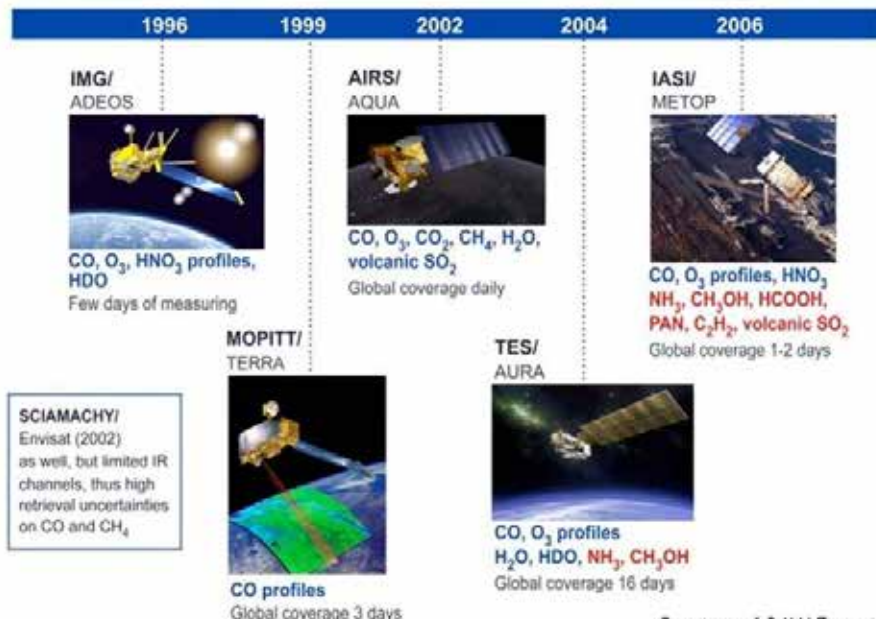 1996 1999 2002 2004 2006
IMG/
ADEOS
CO, O₃, HNO₃ profiles,
HDO
Few days of measuring
MOPITT/
TERRA
CO profiles
Global coverage 3 days
AIRS/
AQUA
CO, O₃, CO₂, CH₄, H₂O,
volcanic SO₂
Global coverage daily
TES/
AURA
CO, O₃ profiles
H₂O, HDO, NH₃, CH₃OH
Global coverage 16 days
IASI/
METOP
CO, O₃ profiles, HNO₃
NH₃, CH₃OH, HCOOH,
PAN, C₂H₂, volcanic SO₂
Global coverage 1-2 days
SCIAMACHY/
Envisat (2002)
as well, but limited IR
channels, thus high
retrieval uncertainties
on CO and CH₄